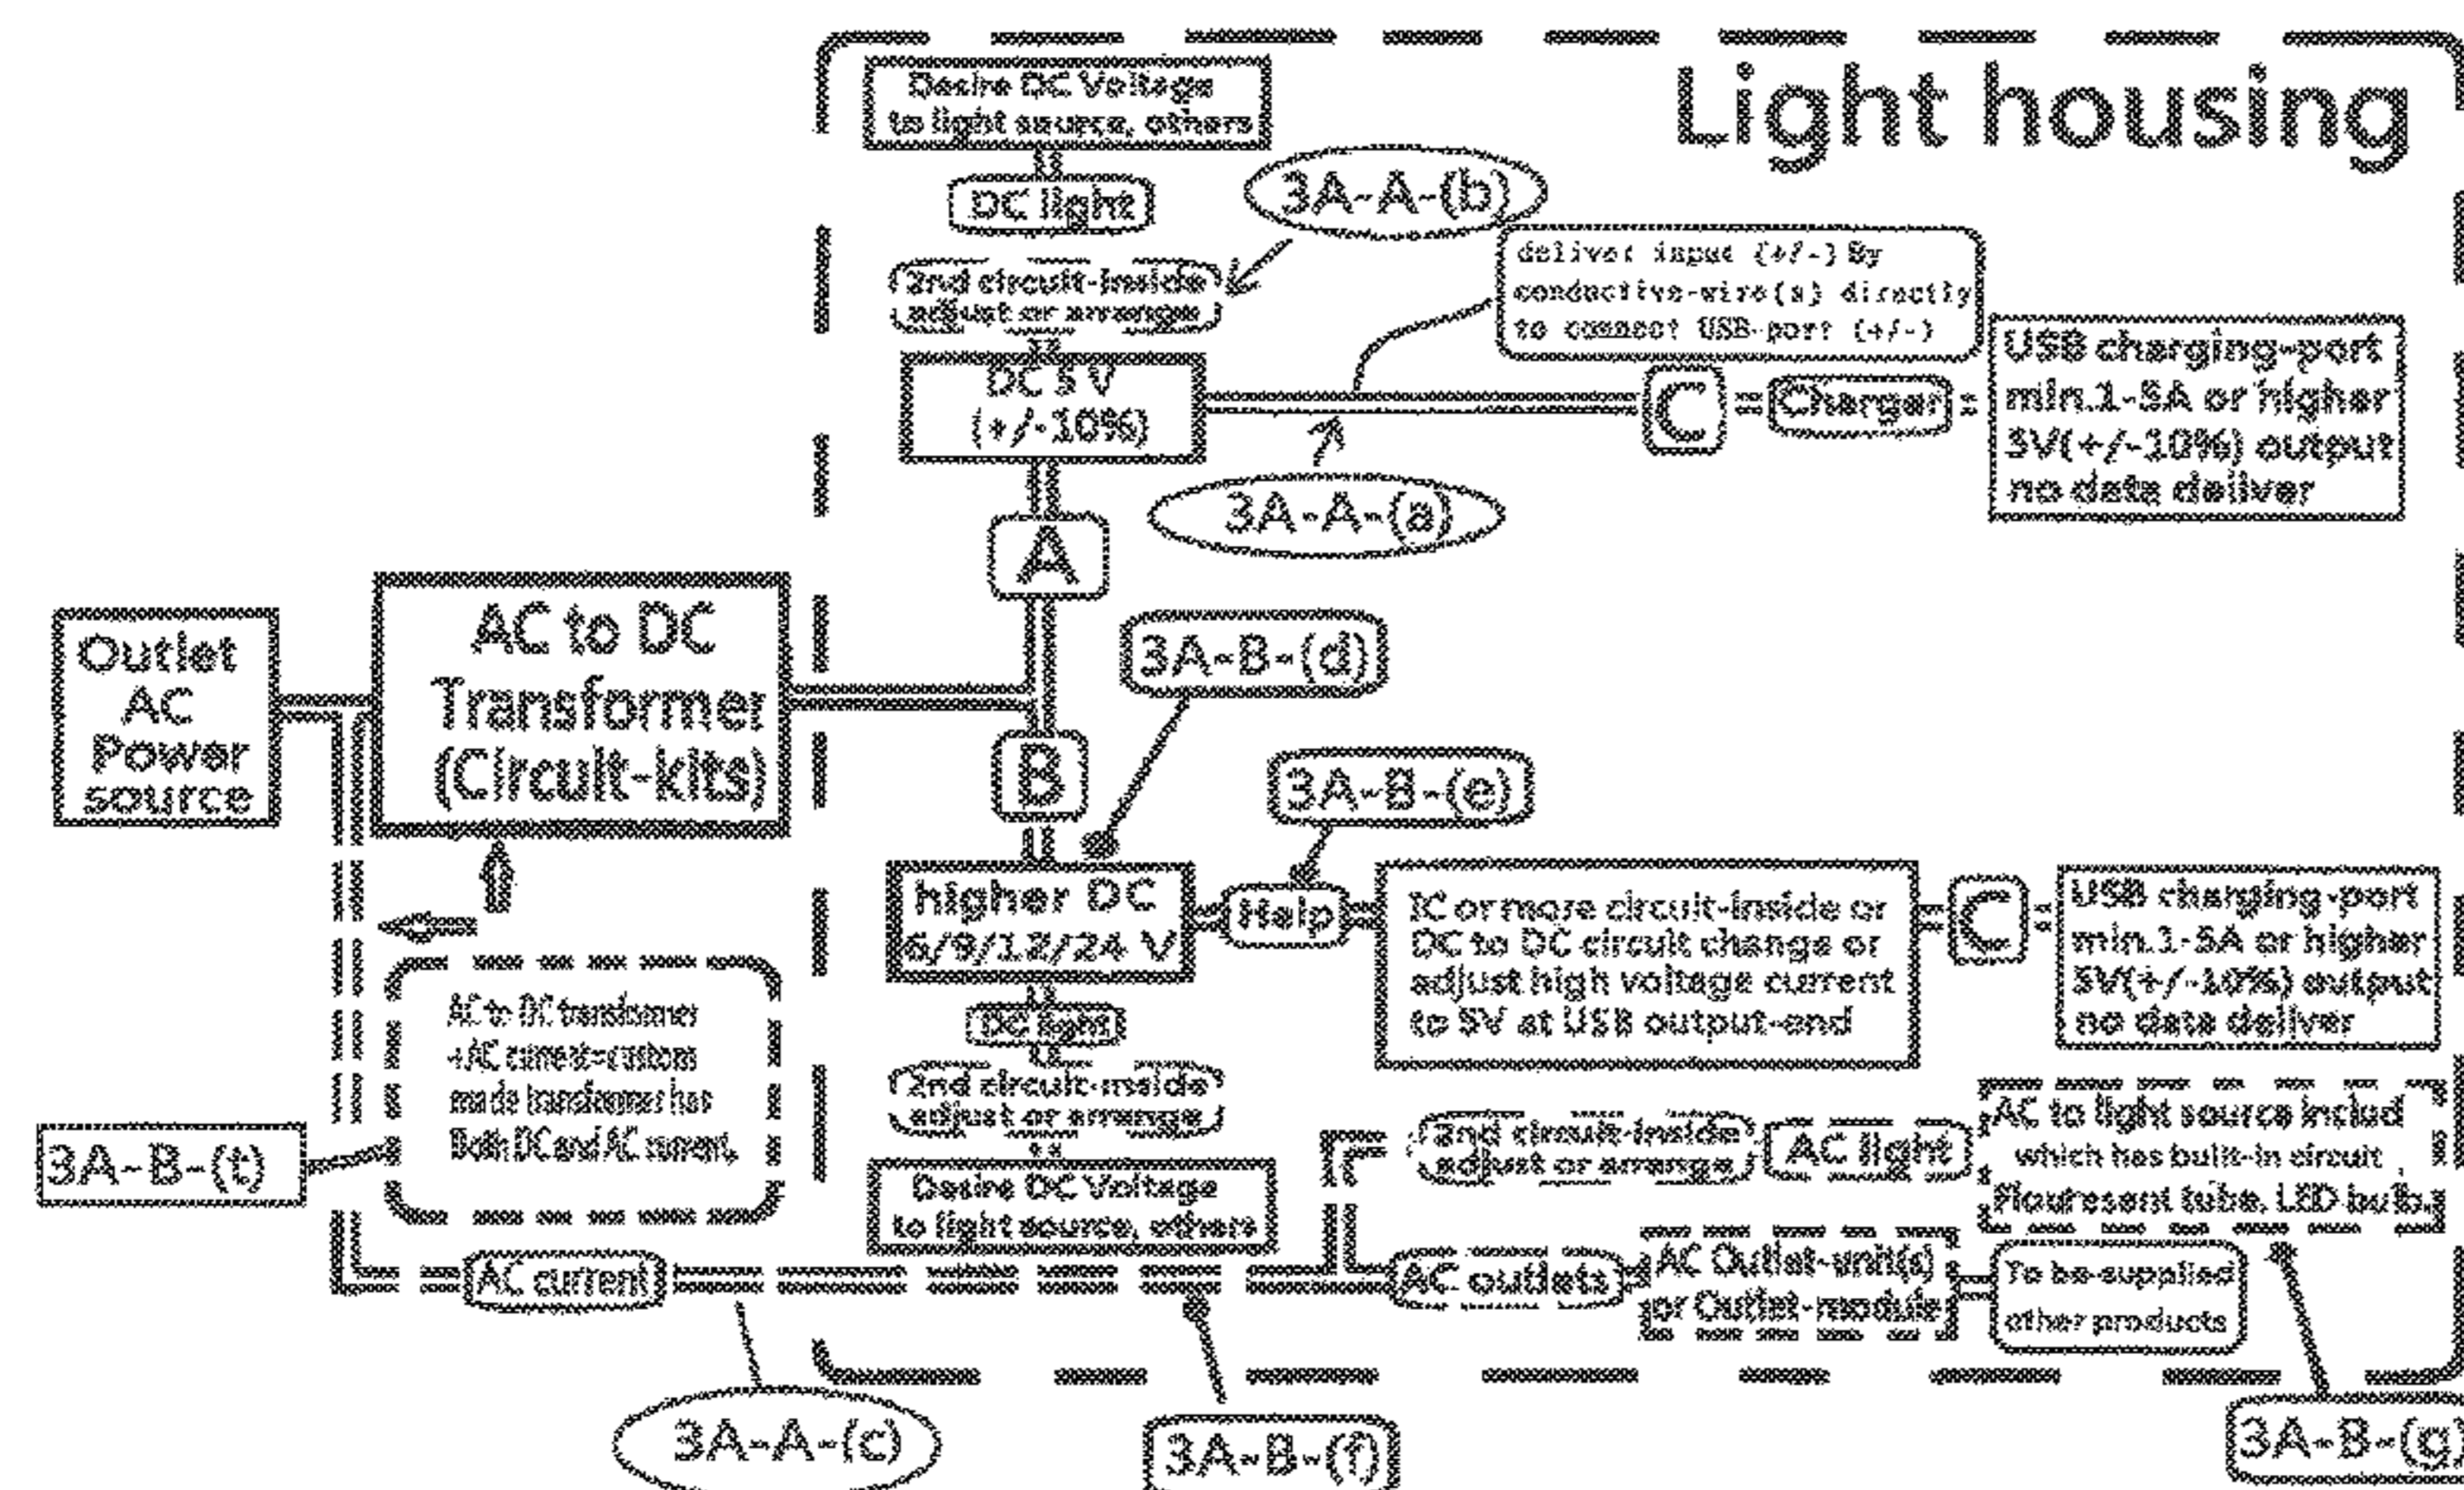 Light housing
Desire DC Voltage
to light source, others
DC light
3A-A-(b)
2nd circuit-inside
adjust or arrange
deliver input (+/-) By
conductive-wire(s) directly
to connect USB-port (+/-)
DC 5 V
(+/-10%)
C
Charger
USB charging-port
min.1-5A or higher
5V(+/-10%) output
no data deliver
3A-A-(a)
A
Outlet
AC
Power
source
AC to DC
Transformer
(Circuit-kits)
3A-B-(d)
B
3A-B-(e)
higher DC
6/9/12/24 V
Help
IC or more circuit-inside or
DC to DC circuit change or
adjust high voltage current
to 5V at USB output-end
C
USB charging-port
min.1-5A or higher
5V(+/-10%) output
no data deliver
DC light
2nd circuit-inside
adjust or arrange
Desire DC Voltage
to light source, others
AC to DC transformer
+AC current=custom
made transformer has
Both DC and AC current,
3A-B-(t)
2nd circuit-inside
adjust or arrange
AC light
AC to light source includ
which has built-in circuit
Flouresent tube, LED bulb,
AC current
AC outlets
AC Outlet-unit(s)
or Outlet-module
To be-supplied
other products
3A-A-(c)
3A-B-(f)
3A-B-(g)